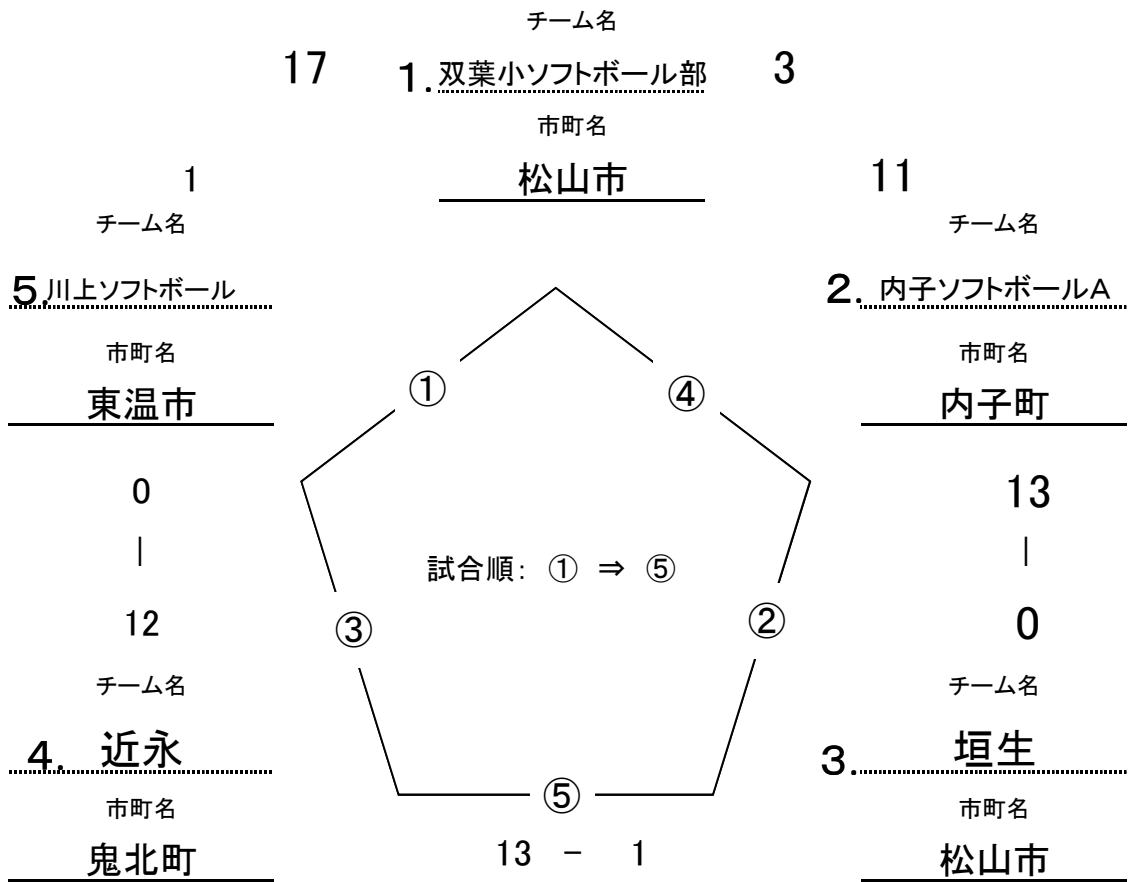 チーム名
17 1. 双葉小ソフトボール部 3
市町名
松山市
1 11
チーム名 チーム名
5. 川上ソフトボール 2. 内子ソフトボールA
市町名 市町名
東温市 内子町
① ④
0 13
| |
試合順: ① ⇒ ⑤
12 0
③ ②
チーム名 チーム名
4. 近永 3. 垣生
市町名 市町名
⑤
鬼北町 13 - 1 松山市